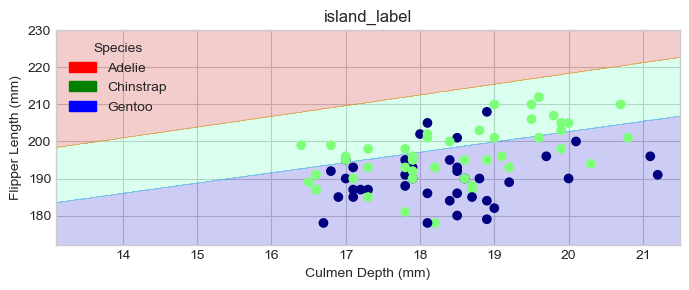 island_label
Species
Adelie
Chinstrap
Gentoo
Flipper Length (mm)
230
220
210
200
190
180
14
15
16
17
18
19
20
21
Culmen Depth (mm)